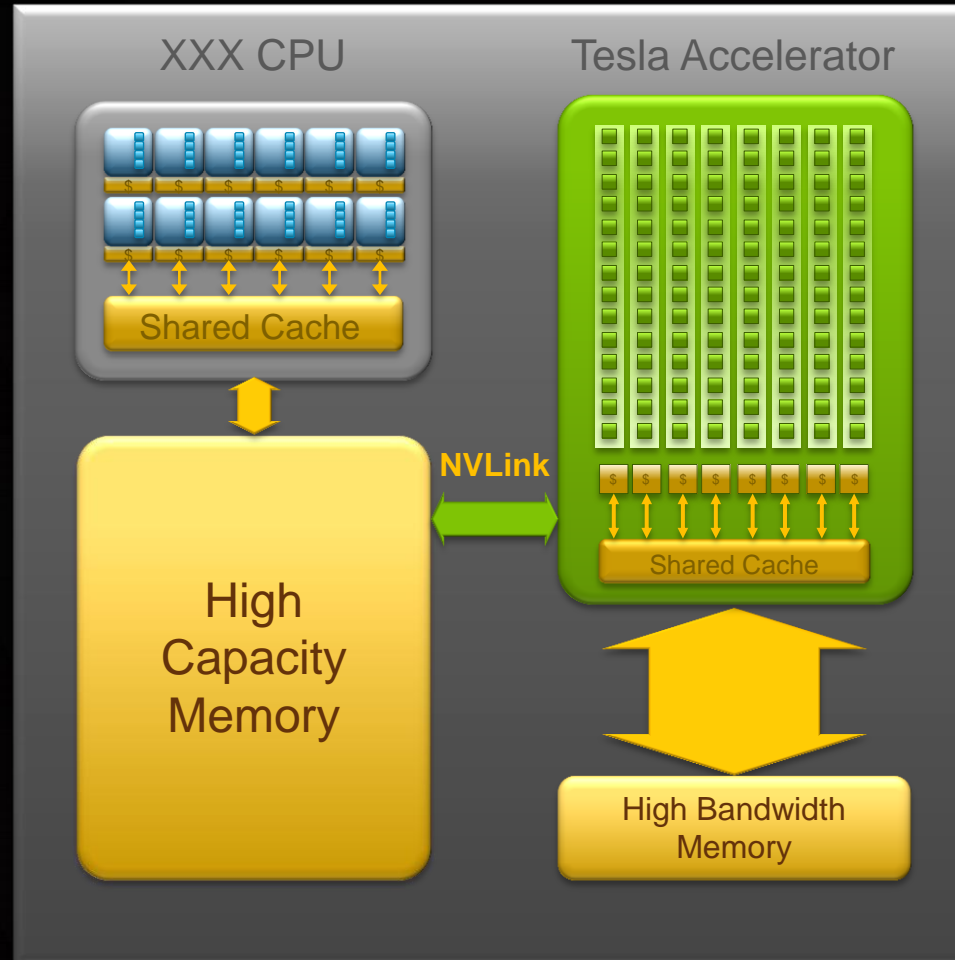 XXX CPU
Tesla Accelerator
$ $ $ $ $ $
$ $ $ $ $ $
Shared Cache
NVLink
$ $ $ $ $ $ $ $
Shared Cache
High
Capacity
Memory
High Bandwidth
Memory